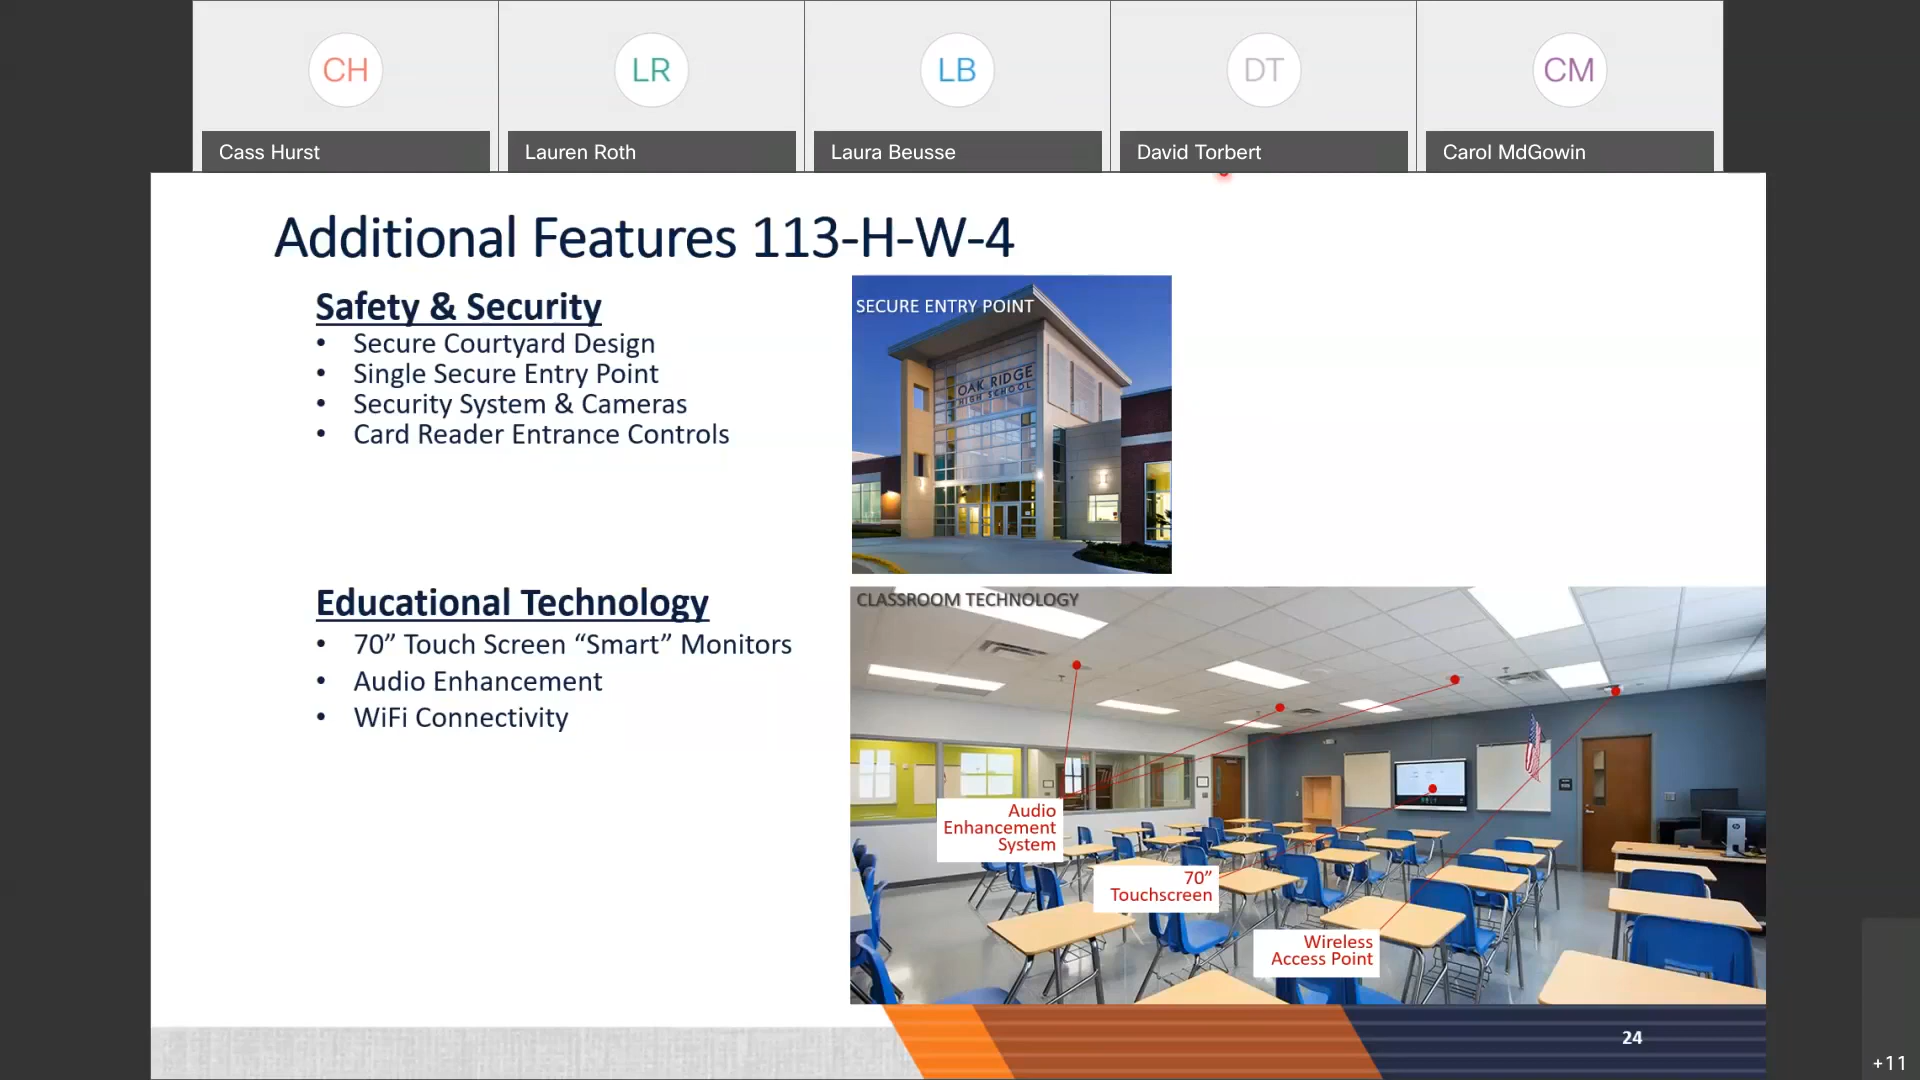 CH
LR
LB
DT
CM
Cass Hurst
Lauren Roth
Laura Beusse
David Torbert
Carol MdGowin
Additional Features 113-H-W-4
Safety & Security
• Secure Courtyard Design
• Single Secure Entry Point
• Security System & Cameras
• Card Reader Entrance Controls
SECURE ENTRY POINT
OAK RIDGE
HIGH SCHOOL
Educational Technology
• 70” Touch Screen “Smart” Monitors
• Audio Enhancement
• WiFi Connectivity
CLASSROOM TECHNOLOGY
Audio
Enhancement
System
70”
Touchscreen
Wireless
Access Point
24
+11